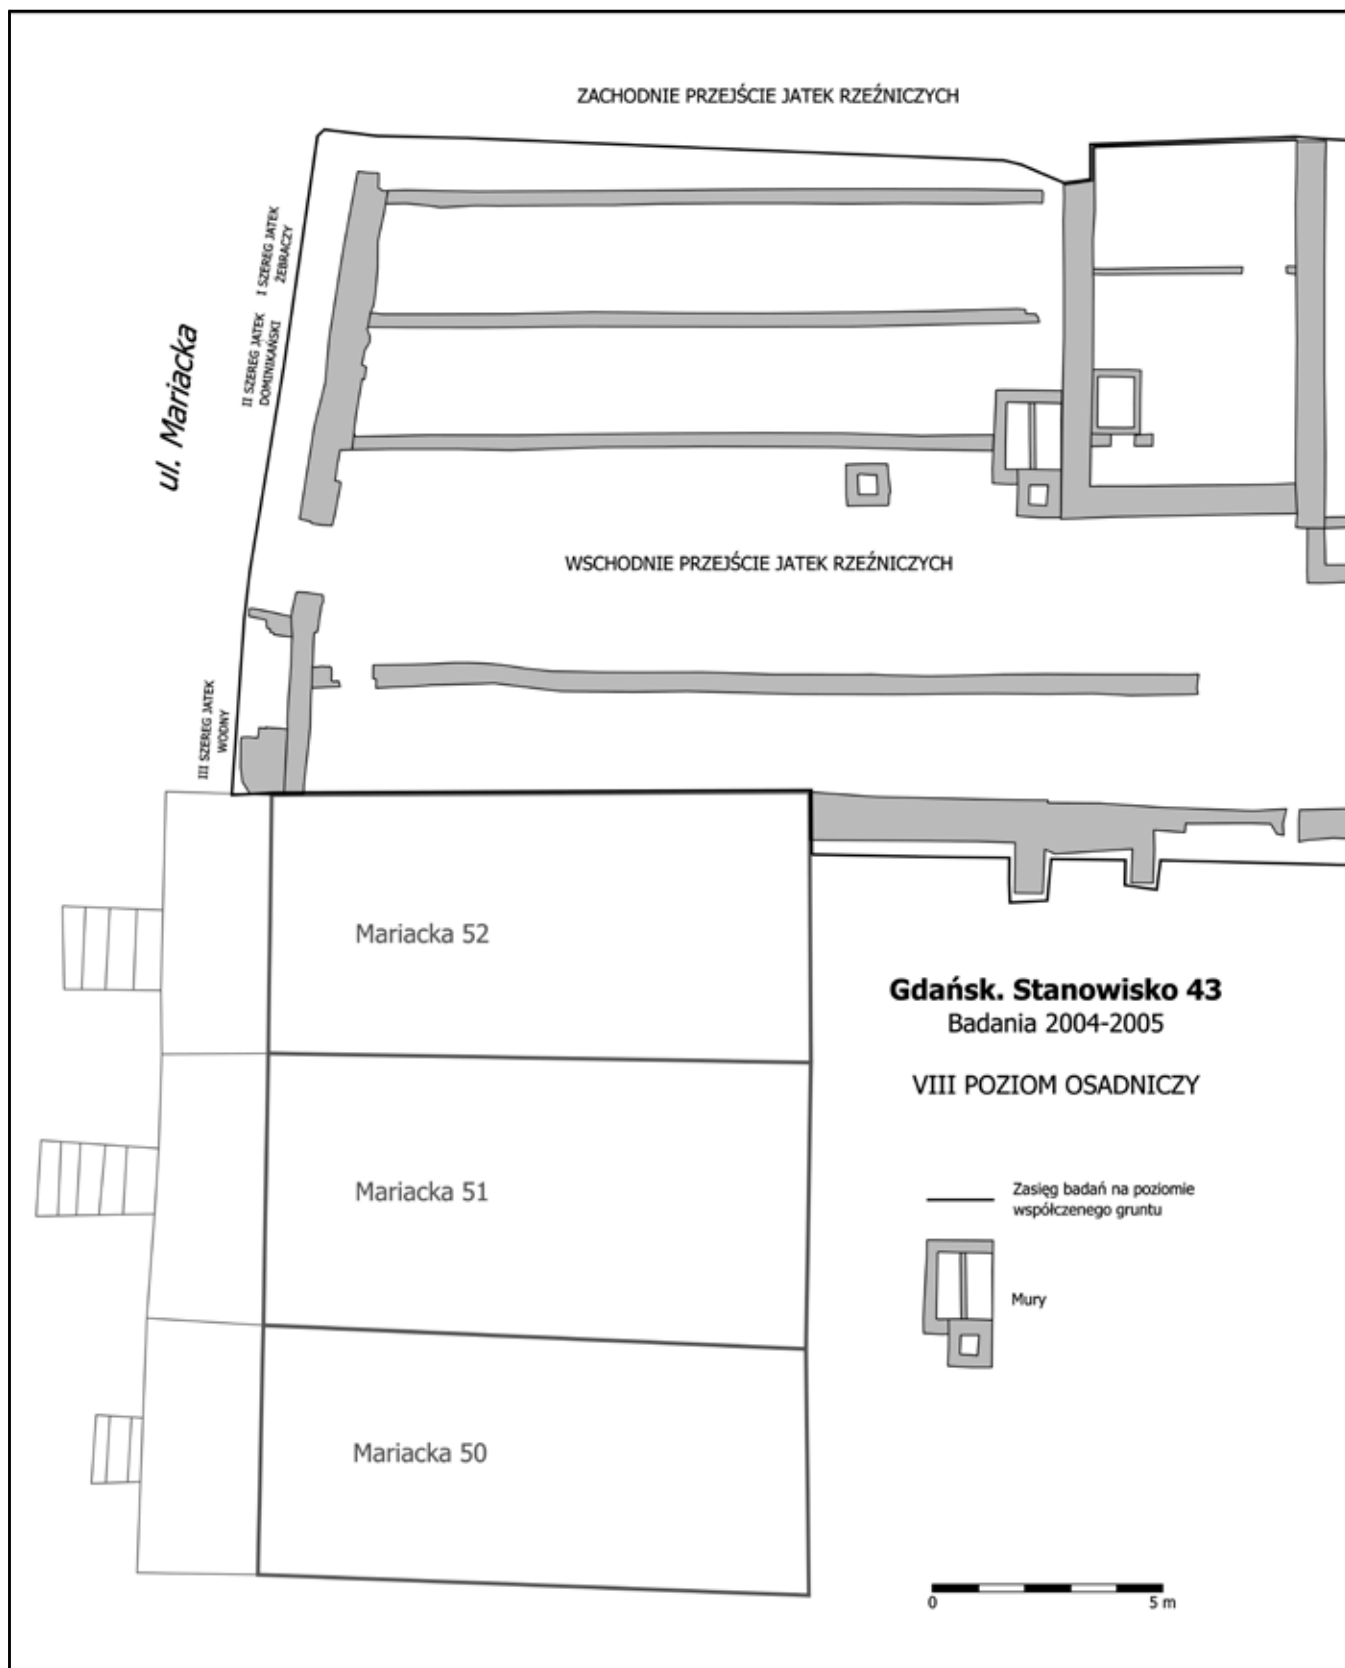 ZACHODNIE PRZEJŚCIE JATEK RZEŹNICZYCH
I SZEREG JATEK
ŻEBRACZY
II SZEREG JATEK
DOMINIKAŃSKI
ul. Mariacka
WSCHODNIE PRZEJŚCIE JATEK RZEŹNICZYCH
III SZEREG JATEK
WODNY
Mariacka 52
Gdańsk. Stanowisko 43
Badania 2004-2005
VIII POZIOM OSADNICZY
Mariacka 51
Zasięg badań na poziomie
współczenego gruntu
Mury
Mariacka 50
0
5 m